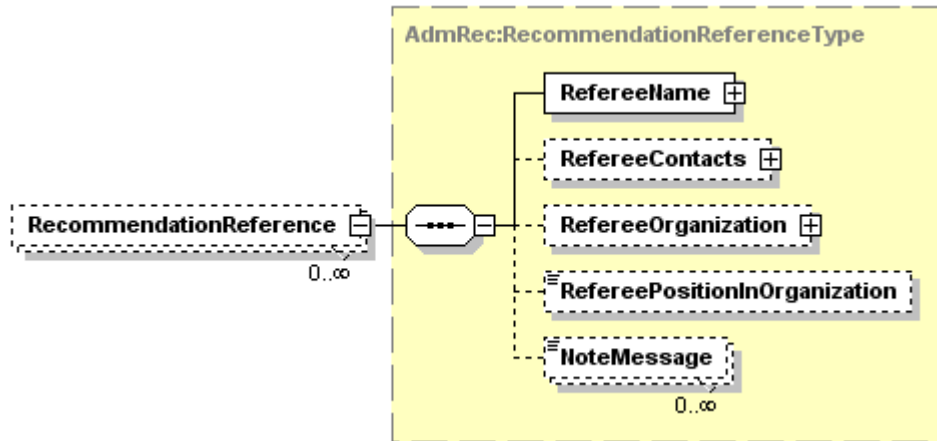 AdmRec:RecommendationReferenceType
RefereeName
RefereeContacts
RecommendationReference
0..∞
RefereeOrganization
RefereePositionInOrganization
NoteMessage
0..∞